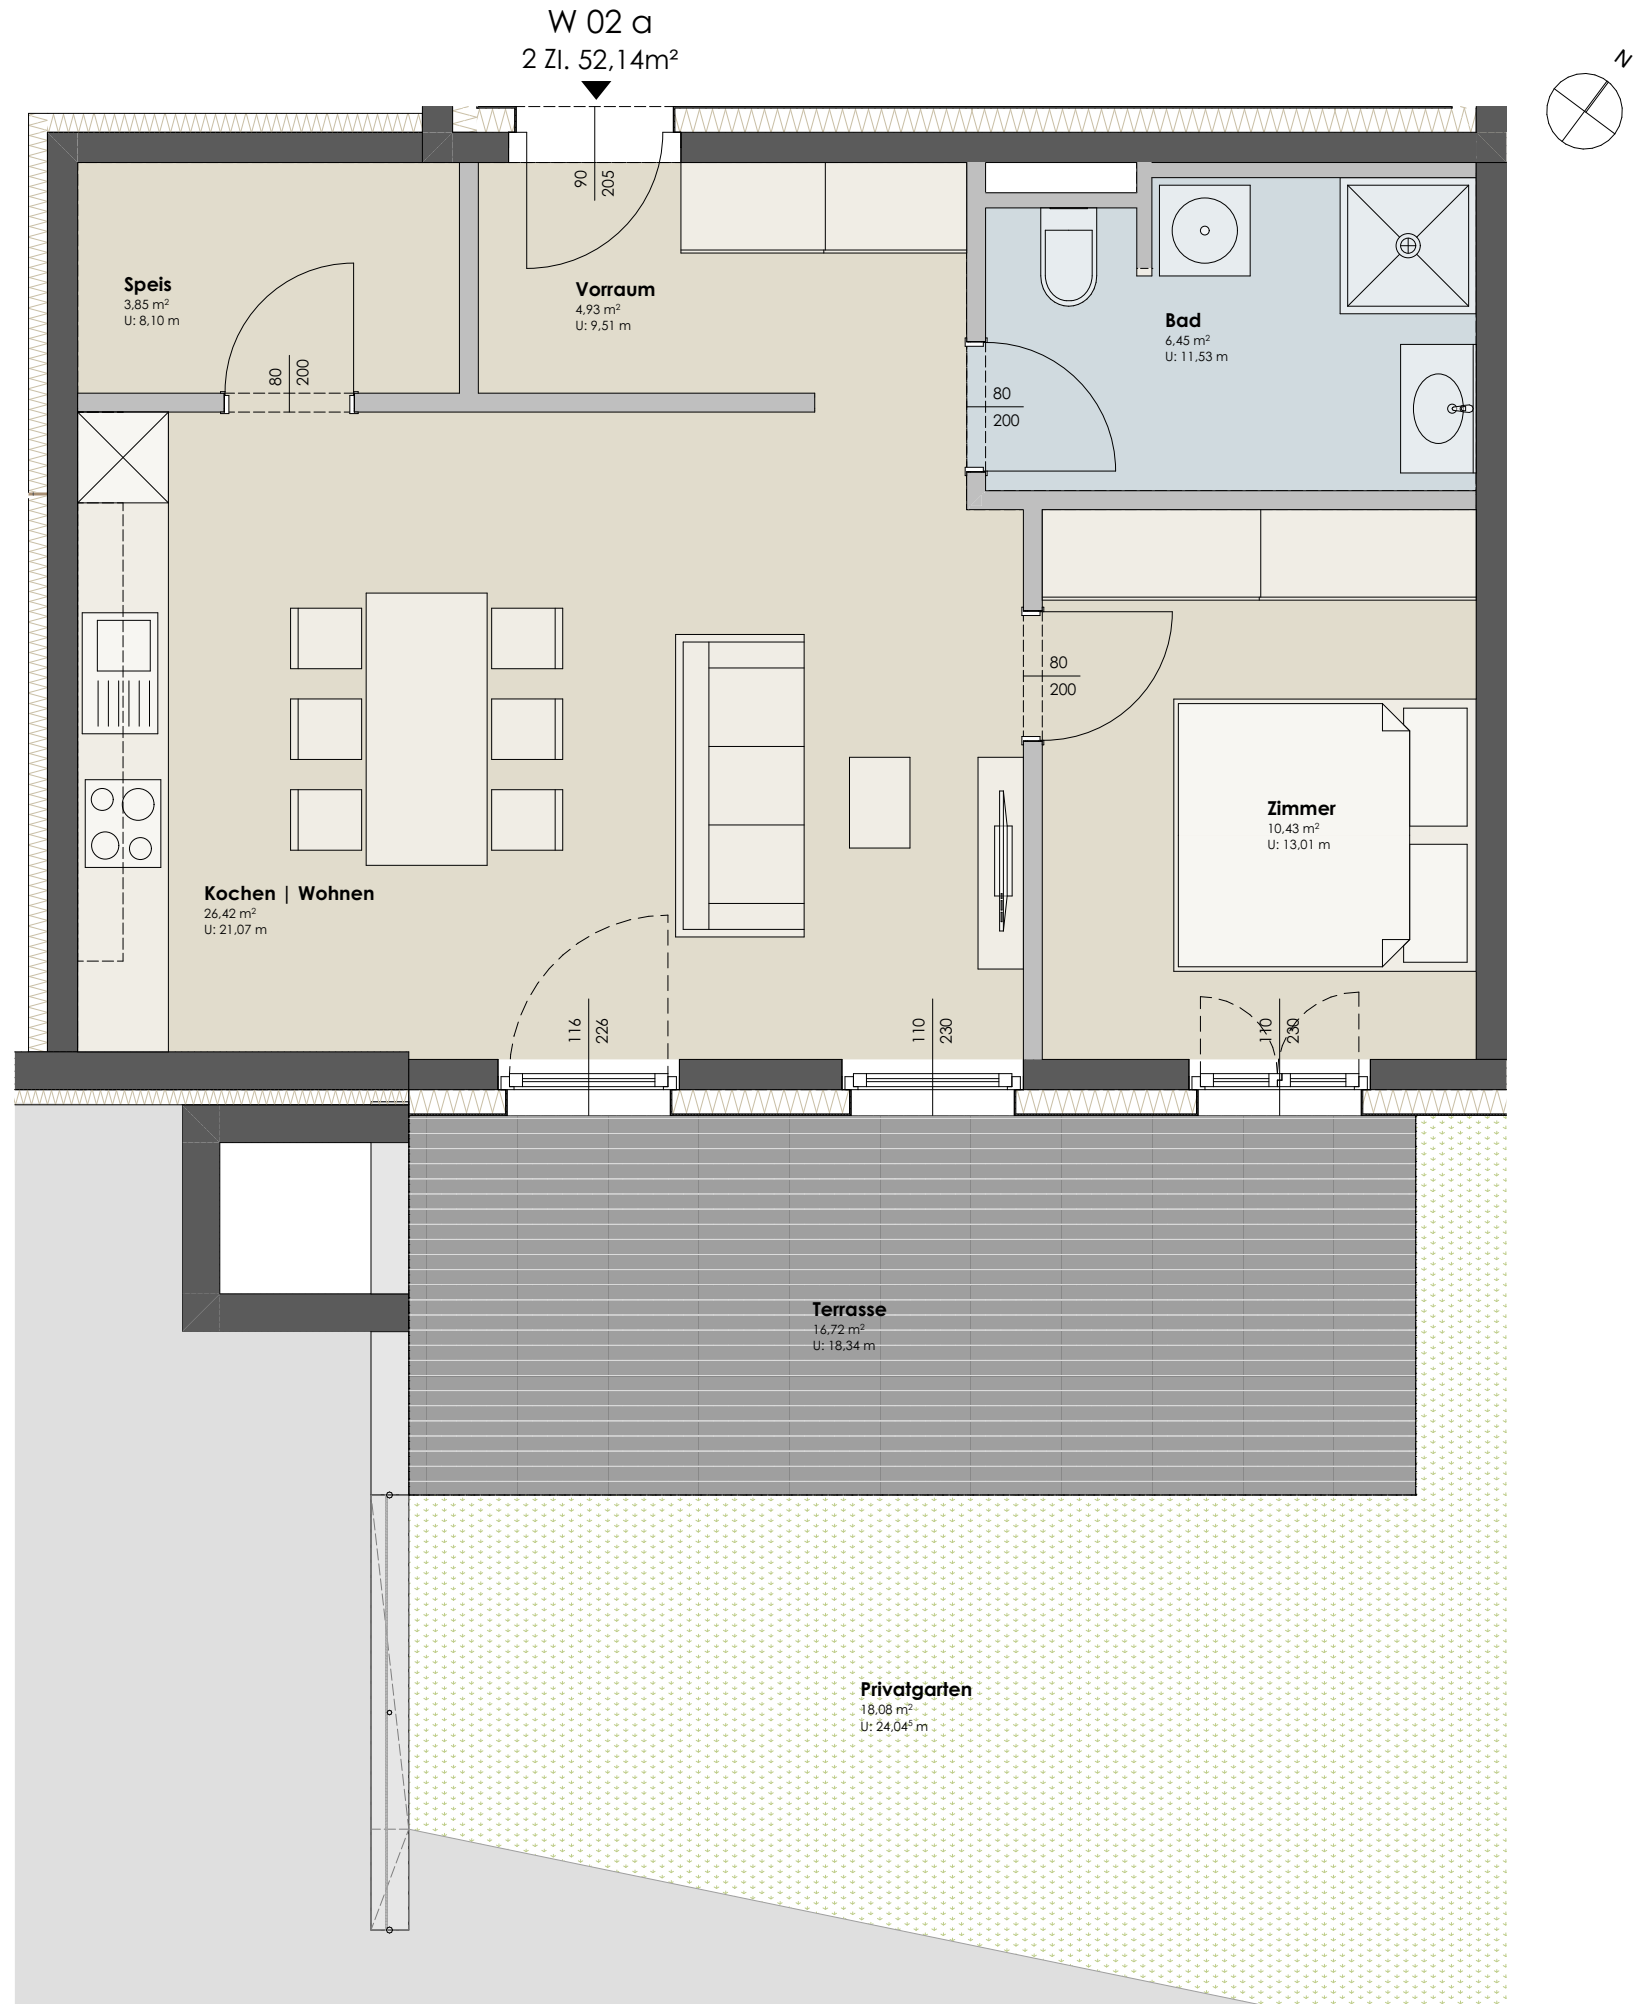 W 02 a
2 ZI. 52,14m²
N
90
205
Speis
3,85 m²
U: 8,10 m
Vorraum
4,93 m²
U: 9,51 m
Bad
6,45 m²
U: 11,53 m
80
200
80
200
80
200
Zimmer
10,43 m²
U: 13,01 m
Kochen | Wohnen
26,42 m²
U: 21,07 m
116
226
110
230
110
230
Terrasse
16,72 m²
U: 18,34 m
Privatgarten
18,08 m²
U: 24,04⁵ m